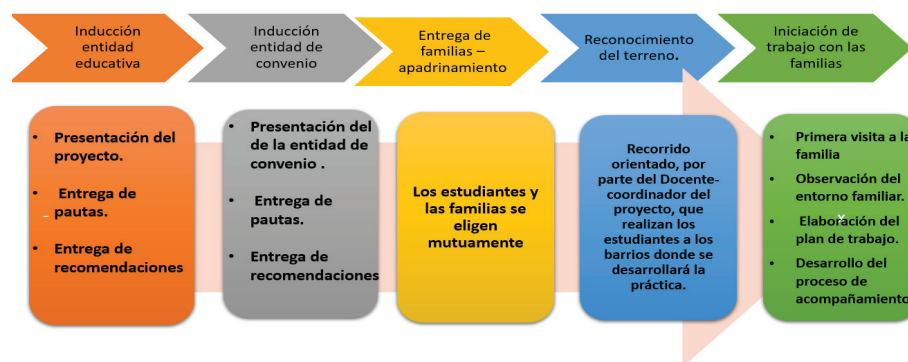 Inducción
entidad
educativa
Inducción
entidad de
convenio
Entrega de
familias –
apadrinamiento
Reconocimiento
del terreno.
Iniciación de
trabajo con las
familias
• Presentación del
proyecto.
• Entrega de
pautas.
• Entrega de
recomendaciones
• Presentación del
de la entidad de
convenio .
• Entrega de
pautas.
• Entrega de
recomendaciones
Los estudiantes y
las familias se
eligen
mutuamente
Recorrido
orientado, por
parte del Docente-
coordinador del
proyecto, que
realizan los
estudiantes a los
barrios donde se
desarrollará la
práctica.
• Primera visita a la
familia
• Observación del
entorno familiar.
• Elaboración del
plan de trabajo.
• Desarrollo del
proceso de
acompañamiento